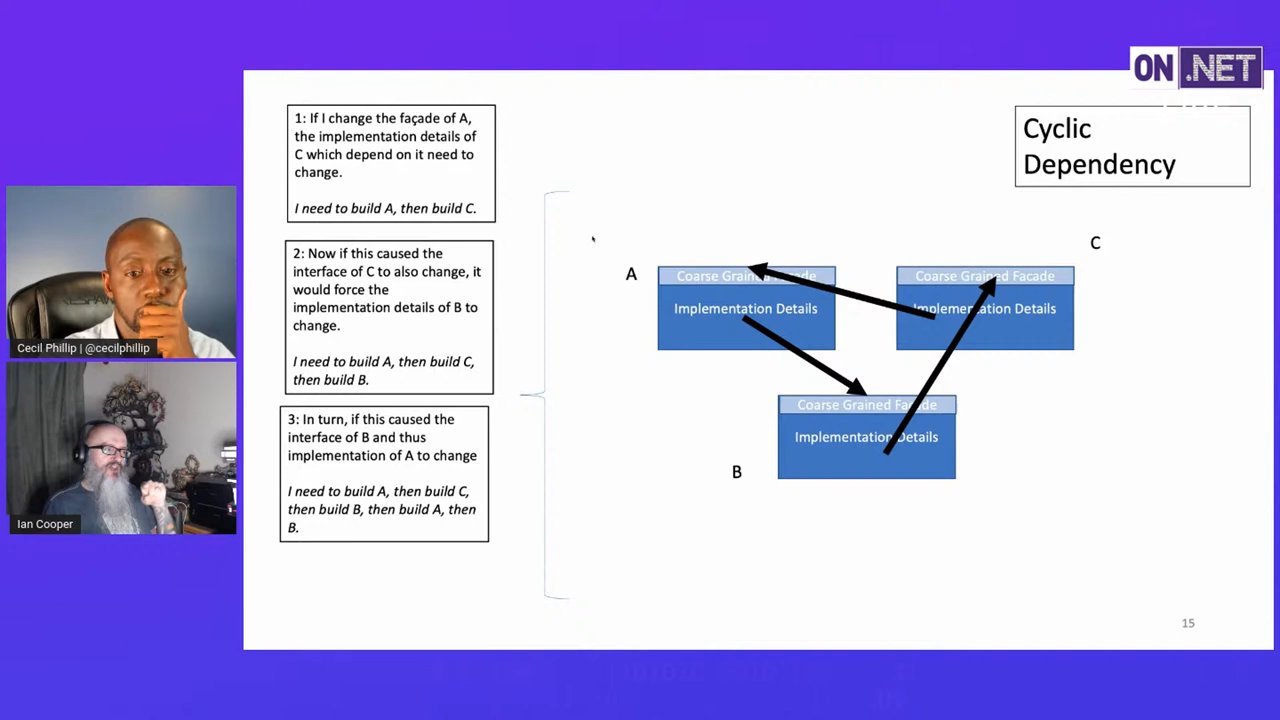 ON .NET
1: If I change the façade of A,
the implementation details of
C which depend on it need to
change.
I need to build A, then build C.
Cyclic
Dependency
2: Now if this caused the
interface of C to also change, it
would force the
implementation details of B to
change.
I need to build A, then build C,
then build B.
3: In turn, if this caused the
interface of B and thus
implementation of A to change
I need to build A, then build C,
then build B, then build A, then
B.
A
Coarse Grained Facade
Implementation Details
C
Coarse Grained Facade
Implementation Details
Coarse Grained Facade
Implementation Details
B
15
Cecil Phillip | @cecilphillip
Ian Cooper